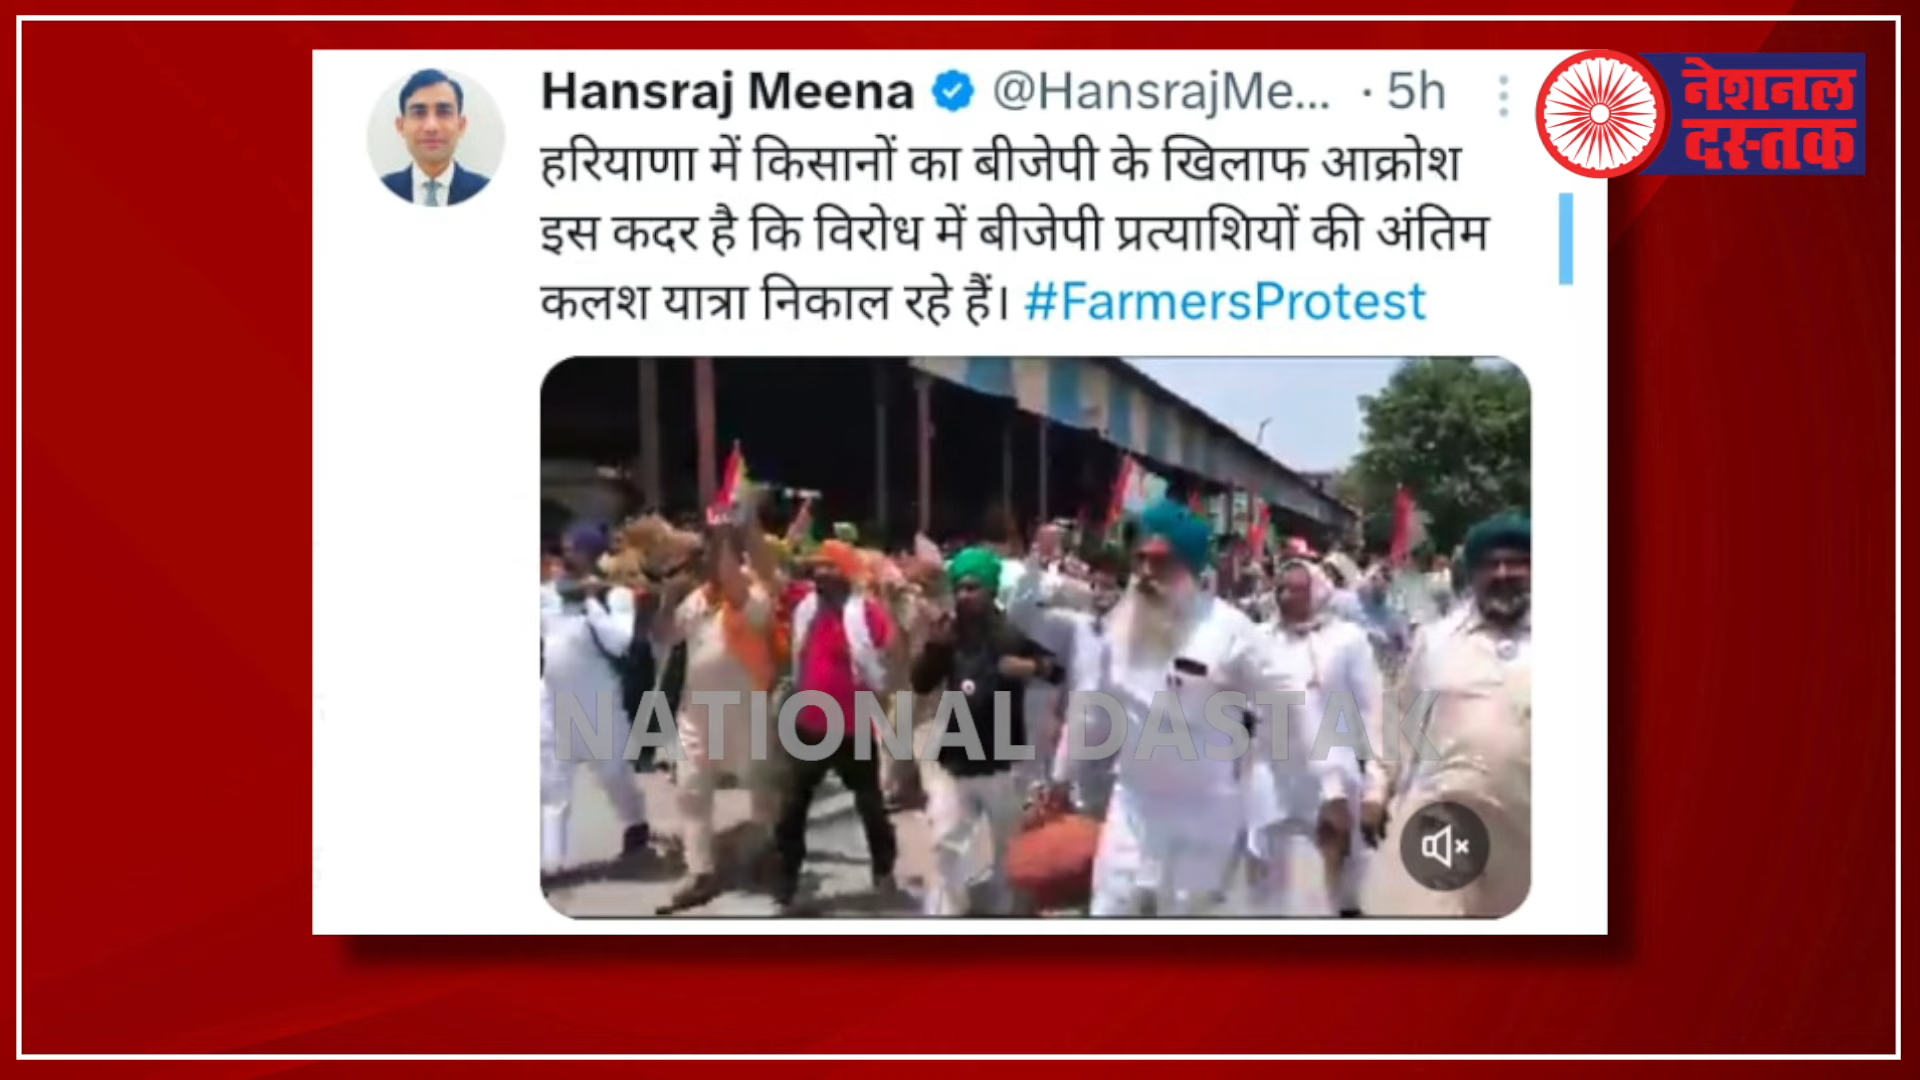 Hansraj Meena @HansrajMe... · 5h
नेशनल
दस्तक
हरियाणा में किसानों का बीजेपी के खिलाफ आक्रोश
इस कदर है कि विरोध में बीजेपी प्रत्याशियों की अंतिम
कलश यात्रा निकाल रहे हैं। #FarmersProtest
NATIONAL DASTAK